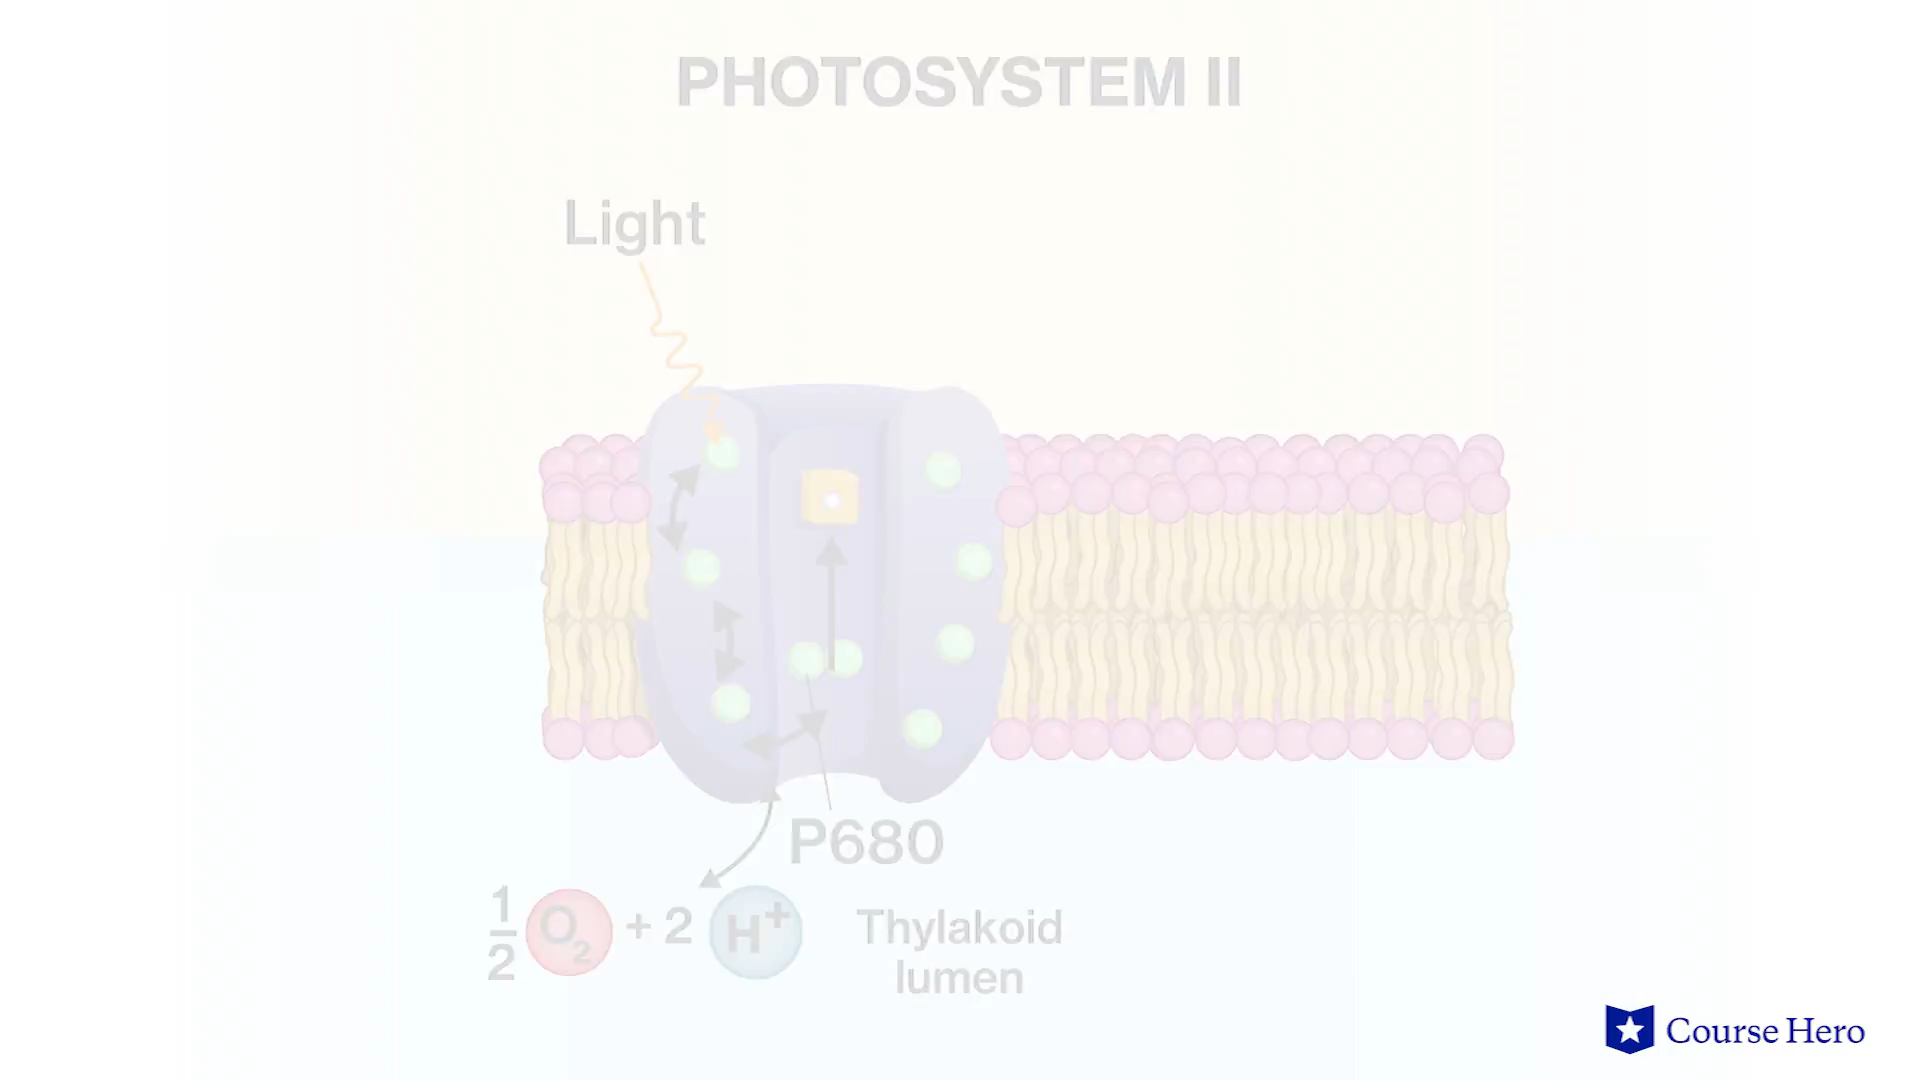 PHOTOSYSTEM II
Light
P680
1/2 O₂ + 2 H⁺
Thylakoid
lumen
Course Hero